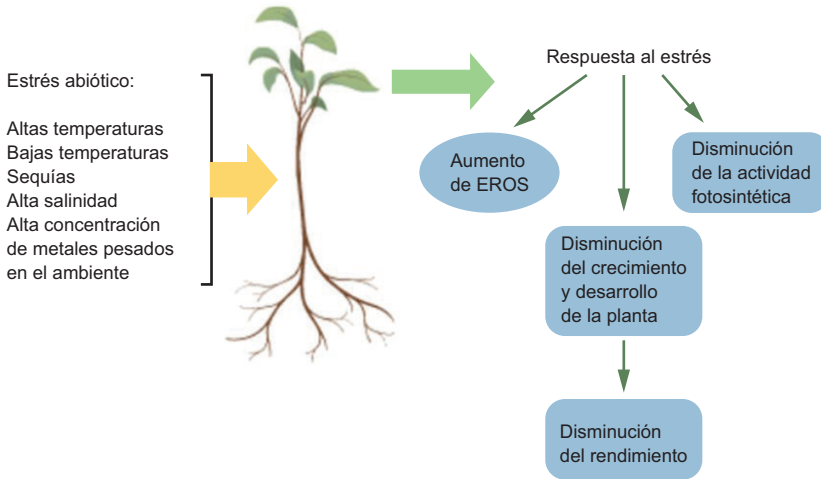 Estrés abiótico:
Altas temperaturas
Bajas temperaturas
Sequías
Alta salinidad
Alta concentración
de metales pesados
en el ambiente
Respuesta al estrés
Aumento
de EROS
Disminución
de la actividad
fotosintética
Disminución
del crecimiento
y desarrollo
de la planta
Disminución
del rendimiento